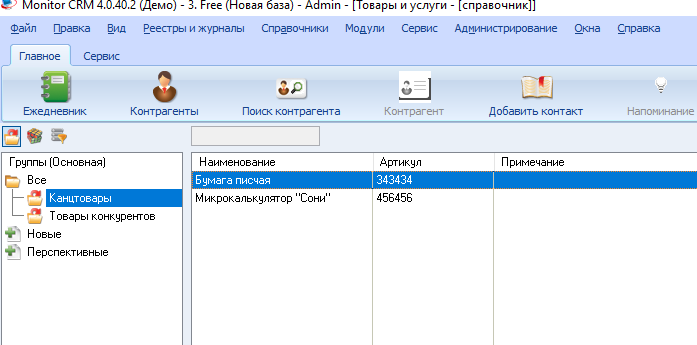 Monitor CRM 4.0.40.2 (Демо) - 3. Free (Новая база) - Admin - [Товары и услуги - [справочник]]
Файл Правка Вид Реестры и журналы Справочники Модули Сервис Администрирование Окна Справка
Главное Сервис
Ежедневник Контрагенты Поиск контрагента Контрагент Добавить контакт Напоминание
Группы (Основная) Наименование Артикул Примечание
Все Бумага писчая 343434
Канцтовары Микрокалькулятор "Сони" 456456
Товары конкурентов
Новые
Перспективные